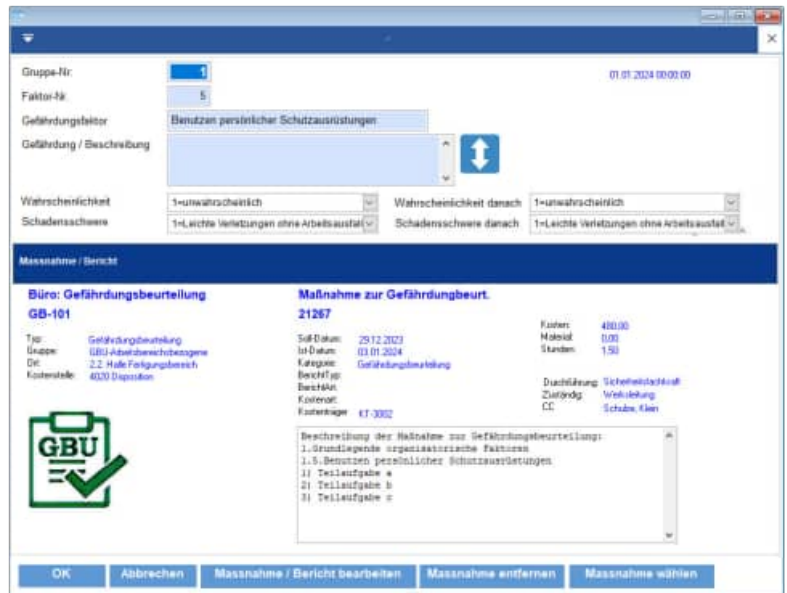 Gruppe-Nr: 1 01.01.2024 00:00:00
Faktor-Nr. 5
Gefährdungsfaktor Benutzen persönlicher Schutzausrüstungen
Gefährdung / Beschreibung
Wahrscheinlichkeit 1=unwahrscheinlich Wahrscheinlichkeit danach 1=unwahrscheinlich
Schadensschwere 1=Leichte Verletzungen ohne Arbeitsausfall Schadensschwere danach 1=Leichte Verletzungen ohne Arbeitsausfall
Massnahme / Bericht
Büro: Gefährdungsbeurteilung Maßnahme zur Gefährdungbeurt.
GB-101 21267
Typ: Gefährdungsbeurteilung
Gruppe: GBU-Arbeitsbereichsbezogene
Ort: 2.2. Halle Fertigungsbereich
Kostenstelle: 4020 Disposition
GBU
Soll-Datum: 29.12.2023
Ist-Datum: 03.01.2024
Kategorie: Gefährdungsbeurteilung
BerichtTyp:
BerichtArt:
Kostenart:
Kostenträger KT-3002
Kosten: 480,00
Material: 0,00
Stunden: 1,50
Durchführung: Sicherheitsfachkraft
Zuständig: Werksleitung
CC: Schulze, Klein
Beschreibung der Maßnahme zur Gefährdungsbeurteilung:
1.Grundlegende organisatorische Faktoren
1.5.Benutzen persönlicher Schutzausrüstungen
1) Teilaufgabe a
2) Teilaufgabe b
3) Teilaufgabe c
OK Abbrechen Massnahme / Bericht bearbeiten Massnahme entfernen Massnahme wählen